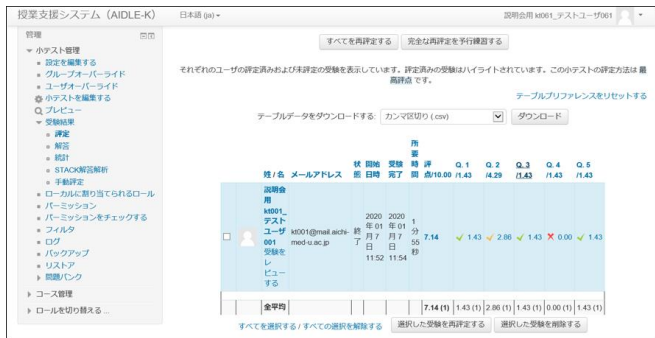 授業支援システム（AIDLE-K）
日本語 (ja)
説明会用 kt061_テストユーザ061
管理
小テスト管理
設定を編集する
グループオーバーライド
ユーザオーバーライド
小テストを編集する
プレビュー
受験結果
評定
解答
統計
STACK解答解析
手動評定
ローカルに割り当てられるロール
パーミッション
パーミッションをチェックする
フィルタ
ログ
バックアップ
リストア
問題バンク
コース管理
ロールを切り替える ...
すべてを再評定する 完全な再評定を予行練習する
それぞれのユーザの評定済みおよび未評定の受験を表示しています。評定済みの受験はハイライトされています。この小テストの評定方法は 最
高評点 です。
テーブルプリファレンスをリセットする
テーブルデータをダウンロードする: カンマ区切り (.csv) ダウンロード
姓 / 名 メールアドレス 状態 開始日時 受験完了 所要時間 評点/10.00 Q. 1 /1.43 Q. 2 /4.29 Q. 3 /1.43 Q. 4 /1.43 Q. 5 /1.43
説明会
用
kt001_
テスト
ユーザ
001
受験を
レ
ビュー
する
kt001@mail.aichi-
med-u.ac.jp
終了
2020
年 01
月 7
日
11:52
2020
年 01
月 7
日
11:54
1
分
55
秒
7.14 1.43 2.86 1.43 0.00 1.43
全平均 7.14 (1) 1.43 (1) 2.86 (1) 1.43 (1) 0.00 (1) 1.43 (1)
すべてを選択する / すべての選択を解除する 選択した受験を再評定する 選択した受験を削除する